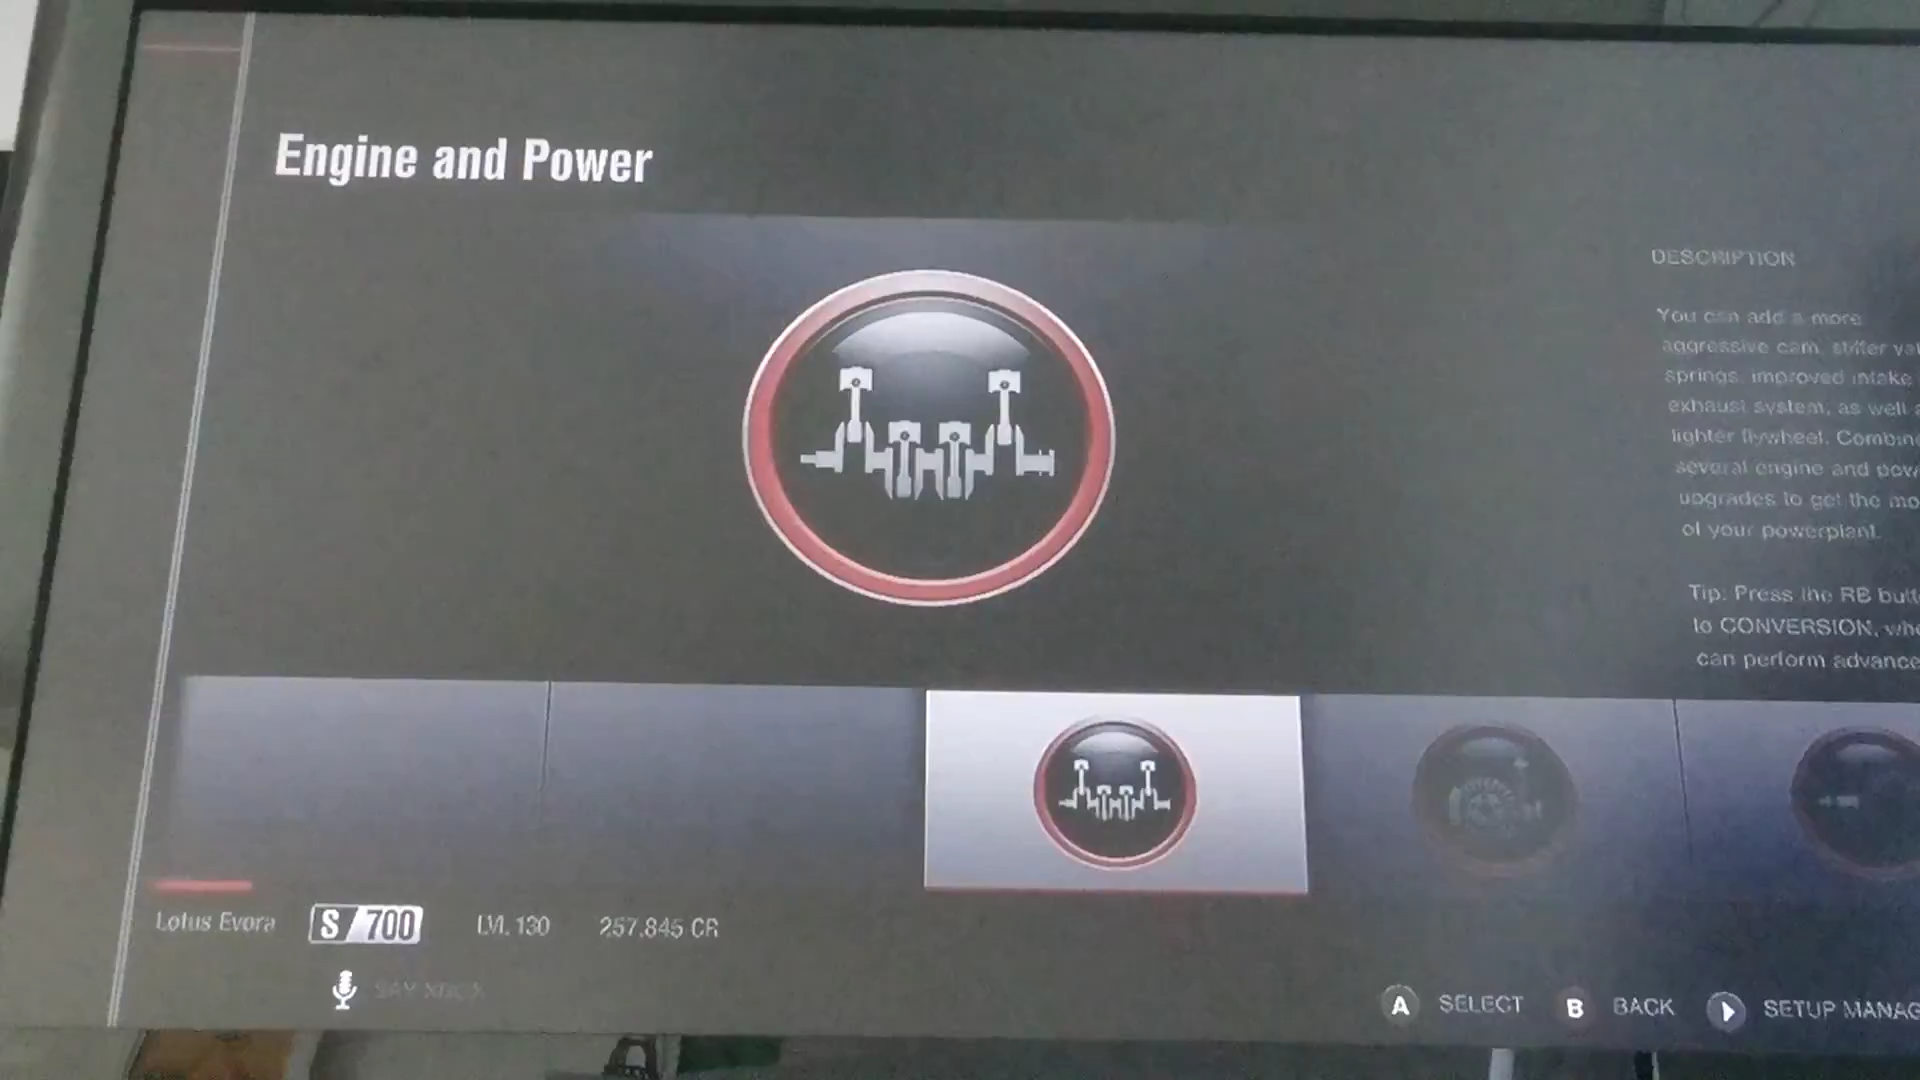 Engine and Power
DESCRIPTION
You can add a more
aggressive cam, stiffer
springs, improved intake
exhaust system, as well
lighter flywheel. Combine
several engine and
upgrades to get the
of your powerplant.
Tip: Press the RB
to CONVERSION,
can perform
Lotus Evora
S 700
LVL. 130
257,845 CR
SAY XBOX
A SELECT
B BACK
SETUP